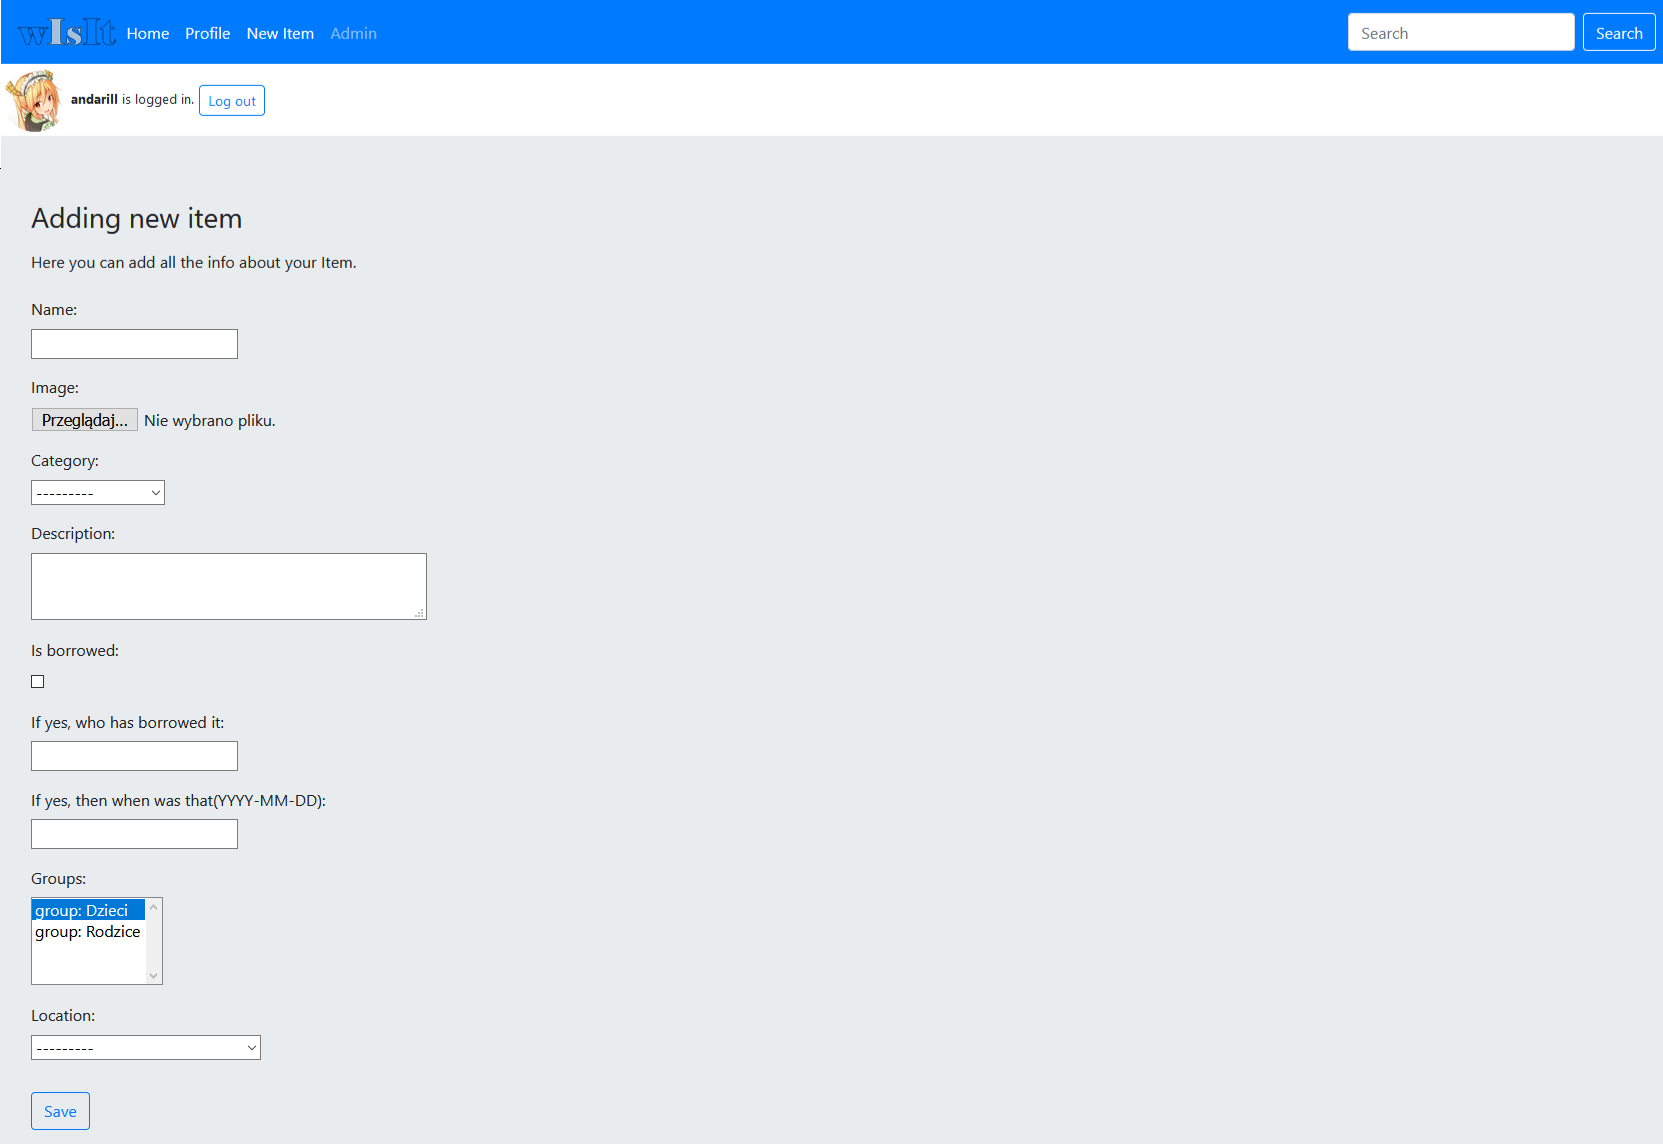 wIsIt Home Profile New Item Admin Search Search
andarill is logged in. Log out
Adding new item
Here you can add all the info about your Item.
Name:
Image:
Przeglądaj... Nie wybrano pliku.
Category:
---------
Description:
Is borrowed:
If yes, who has borrowed it:
If yes, then when was that(YYYY-MM-DD):
Groups:
group: Dzieci
group: Rodzice
Location:
---------
Save